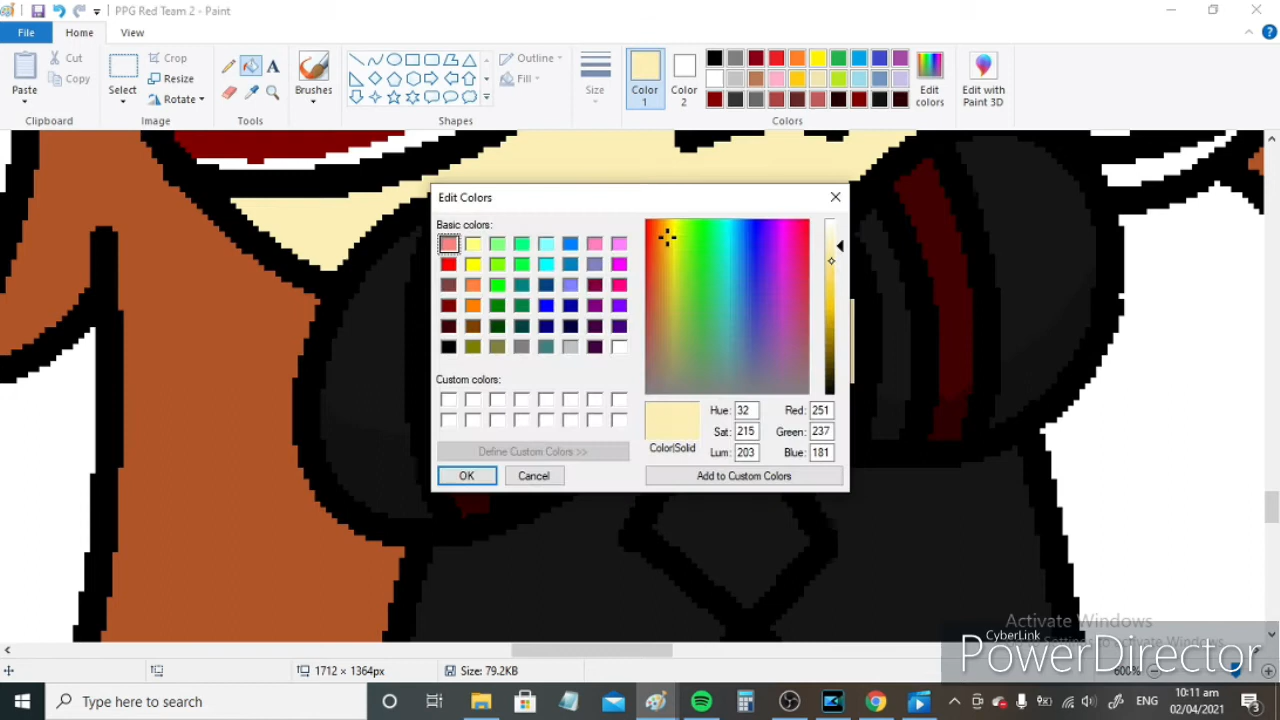 PPG Red Team 2 - Paint
File
Home
View
Paste
Cut
Copy
Clipboard
Select
Crop
Resize
Rotate
Image
Tools
Brushes
Shapes
Outline
Fill
Size
Color
1
Color
2
Edit
colors
Colors
Edit with
Paint 3D
Edit Colors
Basic colors:
Custom colors:
Define Custom Colors >>
OK
Cancel
Color|Solid
Hue: 32
Sat: 215
Lum: 203
Red: 251
Green: 237
Blue: 181
Add to Custom Colors
Activate Windows
CyberLink
PowerDirector
1712 × 1364px
Size: 79.2KB
600%
Type here to search
ENG
10:11 am
02/04/2021
3